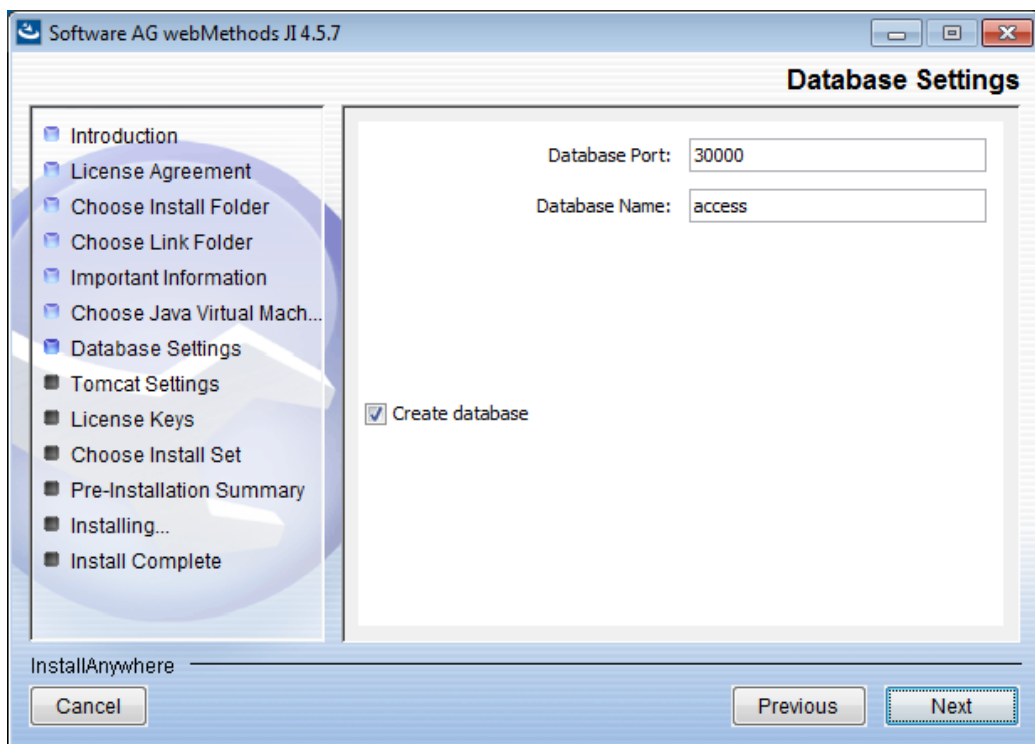 Software AG webMethods JI 4.5.7
Database Settings
Introduction
License Agreement
Choose Install Folder
Choose Link Folder
Important Information
Choose Java Virtual Mach...
Database Settings
Tomcat Settings
License Keys
Choose Install Set
Pre-Installation Summary
Installing...
Install Complete
Database Port: 30000
Database Name: access
Create database
InstallAnywhere
Cancel
Previous
Next